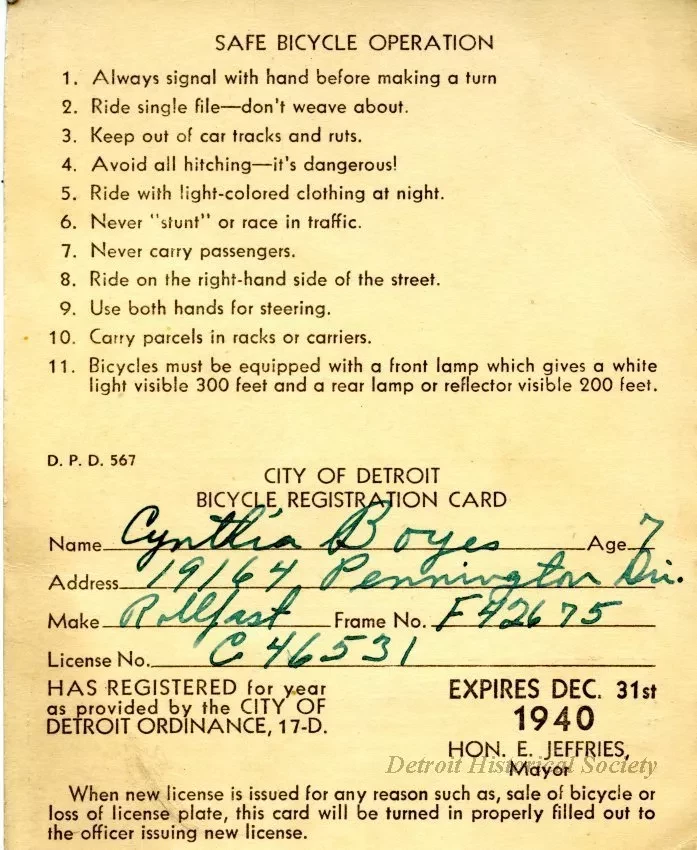 SAFE BICYCLE OPERATION
1. Always signal with hand before making a turn
2. Ride single file—don't weave about.
3. Keep out of car tracks and ruts.
4. Avoid all hitching—it's dangerous!
5. Ride with light-colored clothing at night.
6. Never "stunt" or race in traffic.
7. Never carry passengers.
8. Ride on the right-hand side of the street.
9. Use both hands for steering.
10. Carry parcels in racks or carriers.
11. Bicycles must be equipped with a front lamp which gives a white
light visible 300 feet and a rear lamp or reflector visible 200 feet.
D. P. D. 567
CITY OF DETROIT
BICYCLE REGISTRATION CARD
Name Cynthia Boyes Age 7
Address 19164 Pennington Dri.
Make Rollfast Frame No. F42675
License No. C 46531
HAS REGISTERED for year
as provided by the CITY OF
DETROIT ORDINANCE, 17-D.
EXPIRES DEC. 31st
1940
HON. E. JEFFRIES,
Mayor
Detroit Historical Society
When new license is issued for any reason such as, sale of bicycle or
loss of license plate, this card will be turned in properly filled out to
the officer issuing new license.